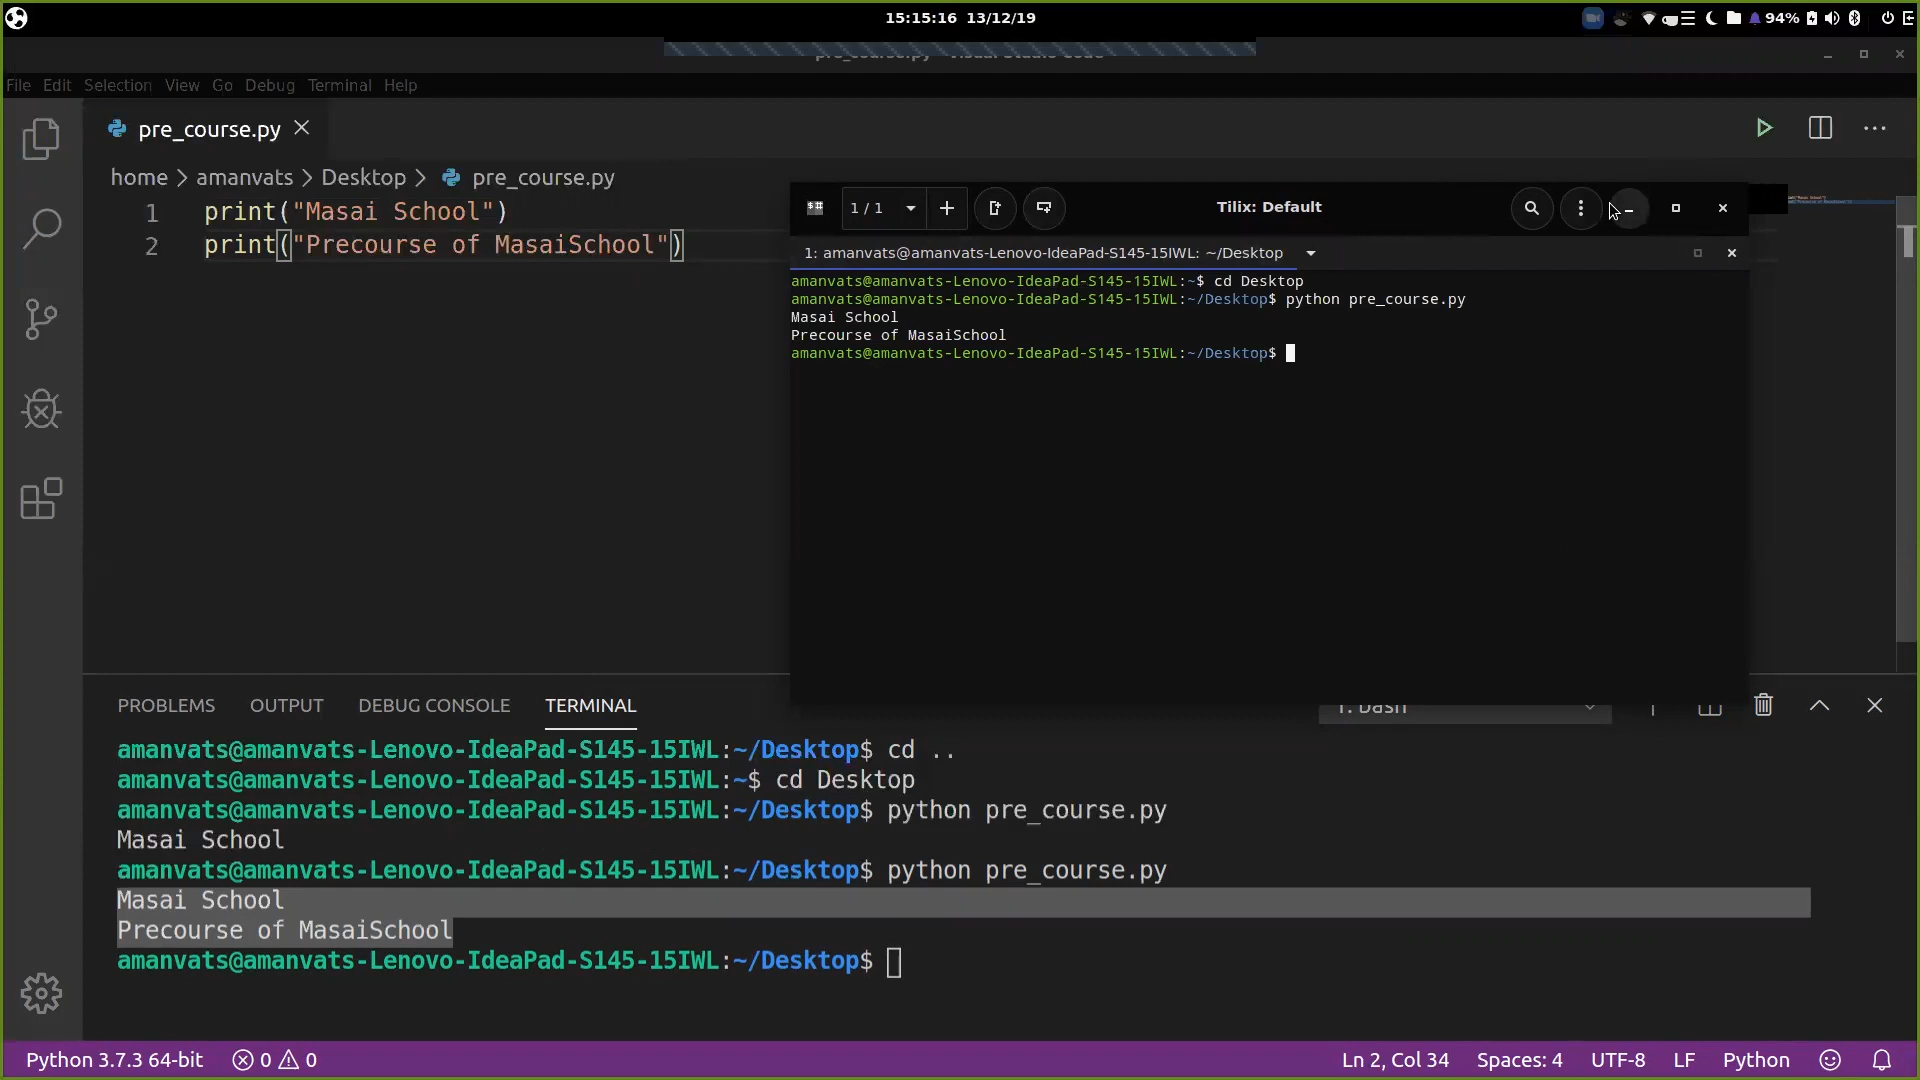 15:15:16 13/12/19
94%
pre_course.py - Visual Studio Code
File Edit Selection View Go Debug Terminal Help
pre_course.py
home > amanvats > Desktop > pre_course.py
1 print("Masai School")
2 print("Precourse of MasaiSchool")
1 / 1
Tilix: Default
1: amanvats@amanvats-Lenovo-IdeaPad-S145-15IWL: ~/Desktop
amanvats@amanvats-Lenovo-IdeaPad-S145-15IWL:~$ cd Desktop
amanvats@amanvats-Lenovo-IdeaPad-S145-15IWL:~/Desktop$ python pre_course.py
Masai School
Precourse of MasaiSchool
amanvats@amanvats-Lenovo-IdeaPad-S145-15IWL:~/Desktop$
PROBLEMS OUTPUT DEBUG CONSOLE TERMINAL
1: bash
amanvats@amanvats-Lenovo-IdeaPad-S145-15IWL:~/Desktop$ cd ..
amanvats@amanvats-Lenovo-IdeaPad-S145-15IWL:~$ cd Desktop
amanvats@amanvats-Lenovo-IdeaPad-S145-15IWL:~/Desktop$ python pre_course.py
Masai School
amanvats@amanvats-Lenovo-IdeaPad-S145-15IWL:~/Desktop$ python pre_course.py
Masai School
Precourse of MasaiSchool
amanvats@amanvats-Lenovo-IdeaPad-S145-15IWL:~/Desktop$
Python 3.7.3 64-bit 0 0 Ln 2, Col 34 Spaces: 4 UTF-8 LF Python